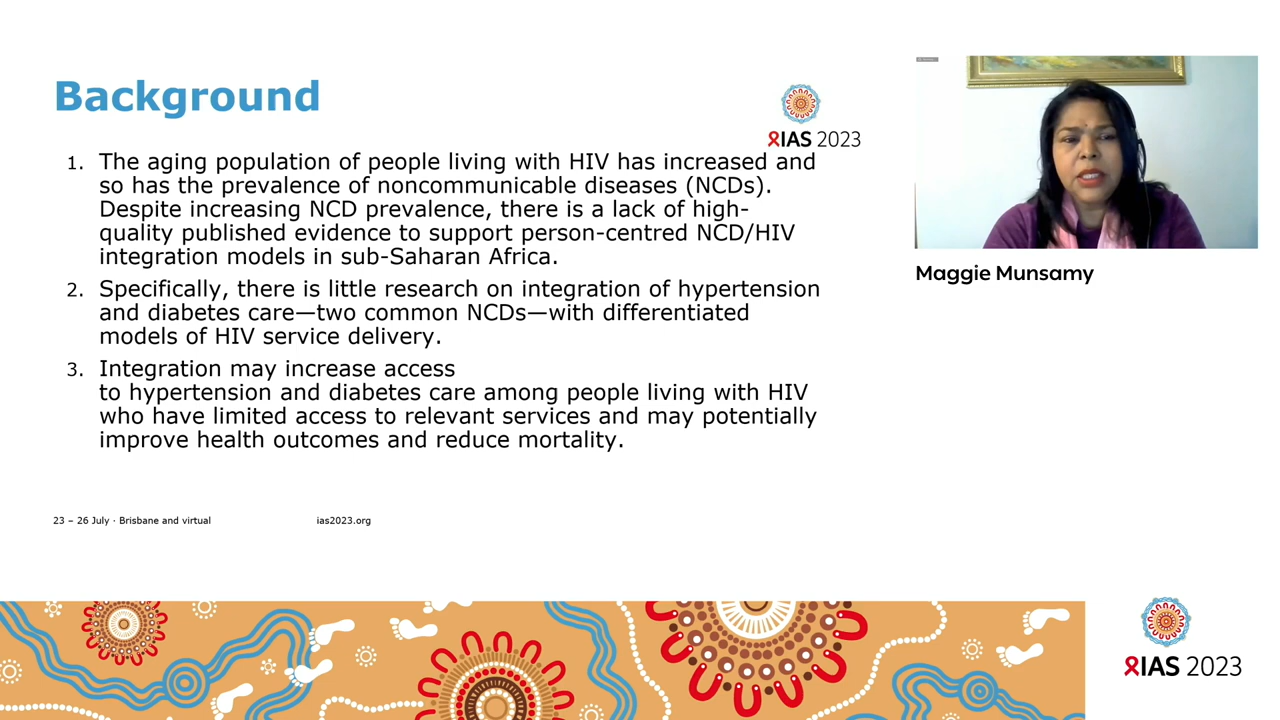 Background
IAS 2023
1. The aging population of people living with HIV has increased and
so has the prevalence of noncommunicable diseases (NCDs).
Despite increasing NCD prevalence, there is a lack of high-
quality published evidence to support person-centred NCD/HIV
integration models in sub-Saharan Africa.
2. Specifically, there is little research on integration of hypertension
and diabetes care—two common NCDs—with differentiated
models of HIV service delivery.
3. Integration may increase access
to hypertension and diabetes care among people living with HIV
who have limited access to relevant services and may potentially
improve health outcomes and reduce mortality.
23 – 26 July · Brisbane and virtual
ias2023.org
Maggie Munsamy
IAS 2023